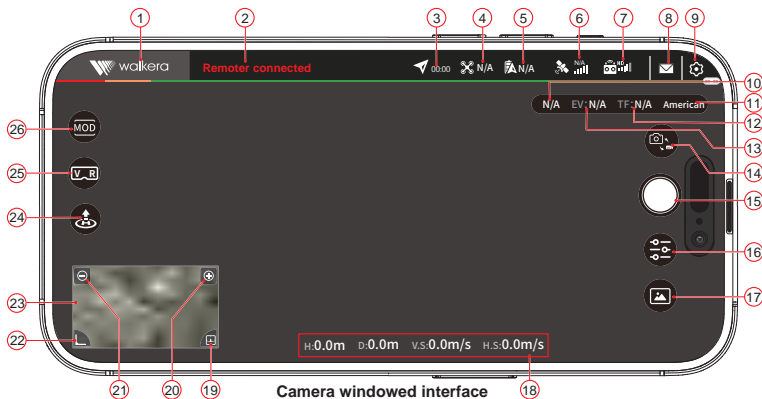 1 2 3 4 5 6 7 8 9
walkera Remoter connected 00:00 N/A N/A N/A HD
10
N/A EV:N/A TF:N/A American 11
12
26 MOD
13
14
25 V R
15
24
16
23
17
22
H:0.0m D:0.0m V.S:0.0m/s H.S:0.0m/s
21 20 19 18
Camera windowed interface